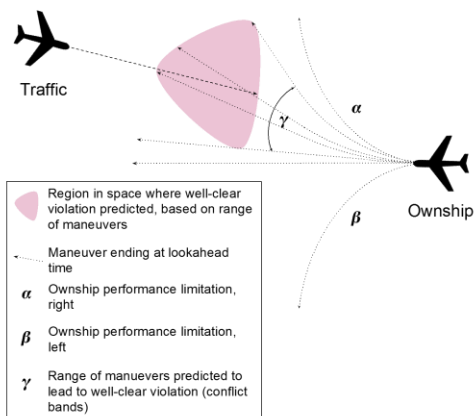 Traffic
α
γ
Ownship
β
Region in space where well-clear
violation predicted, based on range
of maneuvers
Maneuver ending at lookahead
time
α Ownship performance limitation,
right
β Ownship performance limitation,
left
γ Range of manuevers predicted to
lead to well-clear violation (conflict
bands)